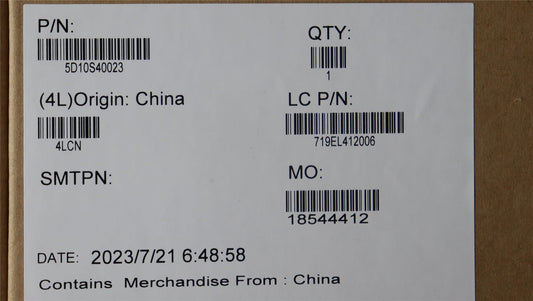 P/N:
5D10S40023
QTY:
1
(4L)Origin: China
4LCN
LC P/N:
719EL412006
SMTPN:
MO:
18544412
DATE: 2023/7/21 6:48:58
Contains Merchandise From : China